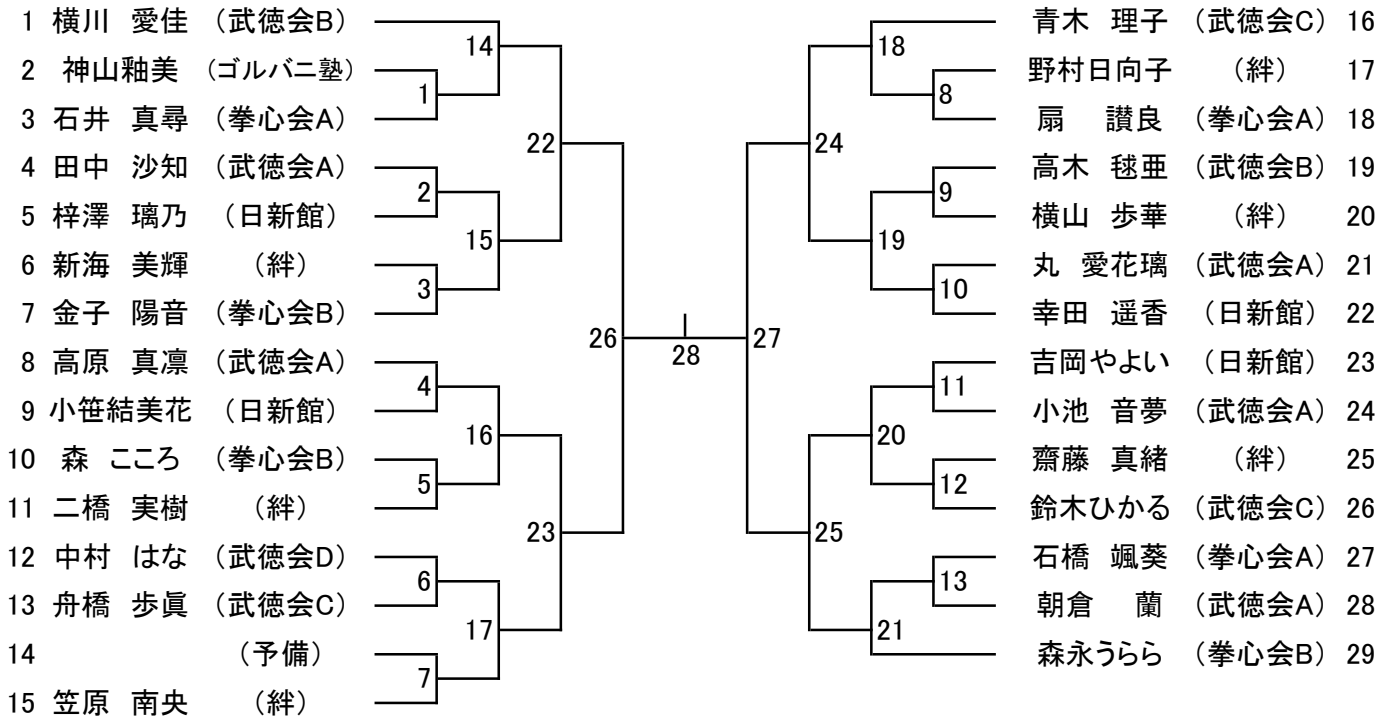 1 横川 愛佳 (武徳会B)
2 神山釉美 (ゴルバニ塾)
3 石井 真尋 (拳心会A)
4 田中 沙知 (武徳会A)
5 梓澤 璃乃 (日新館)
6 新海 美輝 (絆)
7 金子 陽音 (拳心会B)
8 高原 真凛 (武徳会A)
9 小笹結美花 (日新館)
10 森 こころ (拳心会B)
11 二橋 実樹 (絆)
12 中村 はな (武徳会D)
13 舟橋 歩眞 (武徳会C)
14 (予備)
15 笠原 南央 (絆)
14
1
2
15
3
4
16
5
6
17
7
22
23
26
28
27
24
25
18
8
9
19
10
11
20
12
13
21
青木 理子 (武徳会C) 16
野村日向子 (絆) 17
扇 讃良 (拳心会A) 18
高木 毬亜 (武徳会B) 19
横山 歩華 (絆) 20
丸 愛花璃 (武徳会A) 21
幸田 遥香 (日新館) 22
吉岡やよい (日新館) 23
小池 音夢 (武徳会A) 24
齋藤 真緒 (絆) 25
鈴木ひかる (武徳会C) 26
石橋 颯葵 (拳心会A) 27
朝倉 蘭 (武徳会A) 28
森永うらら (拳心会B) 29